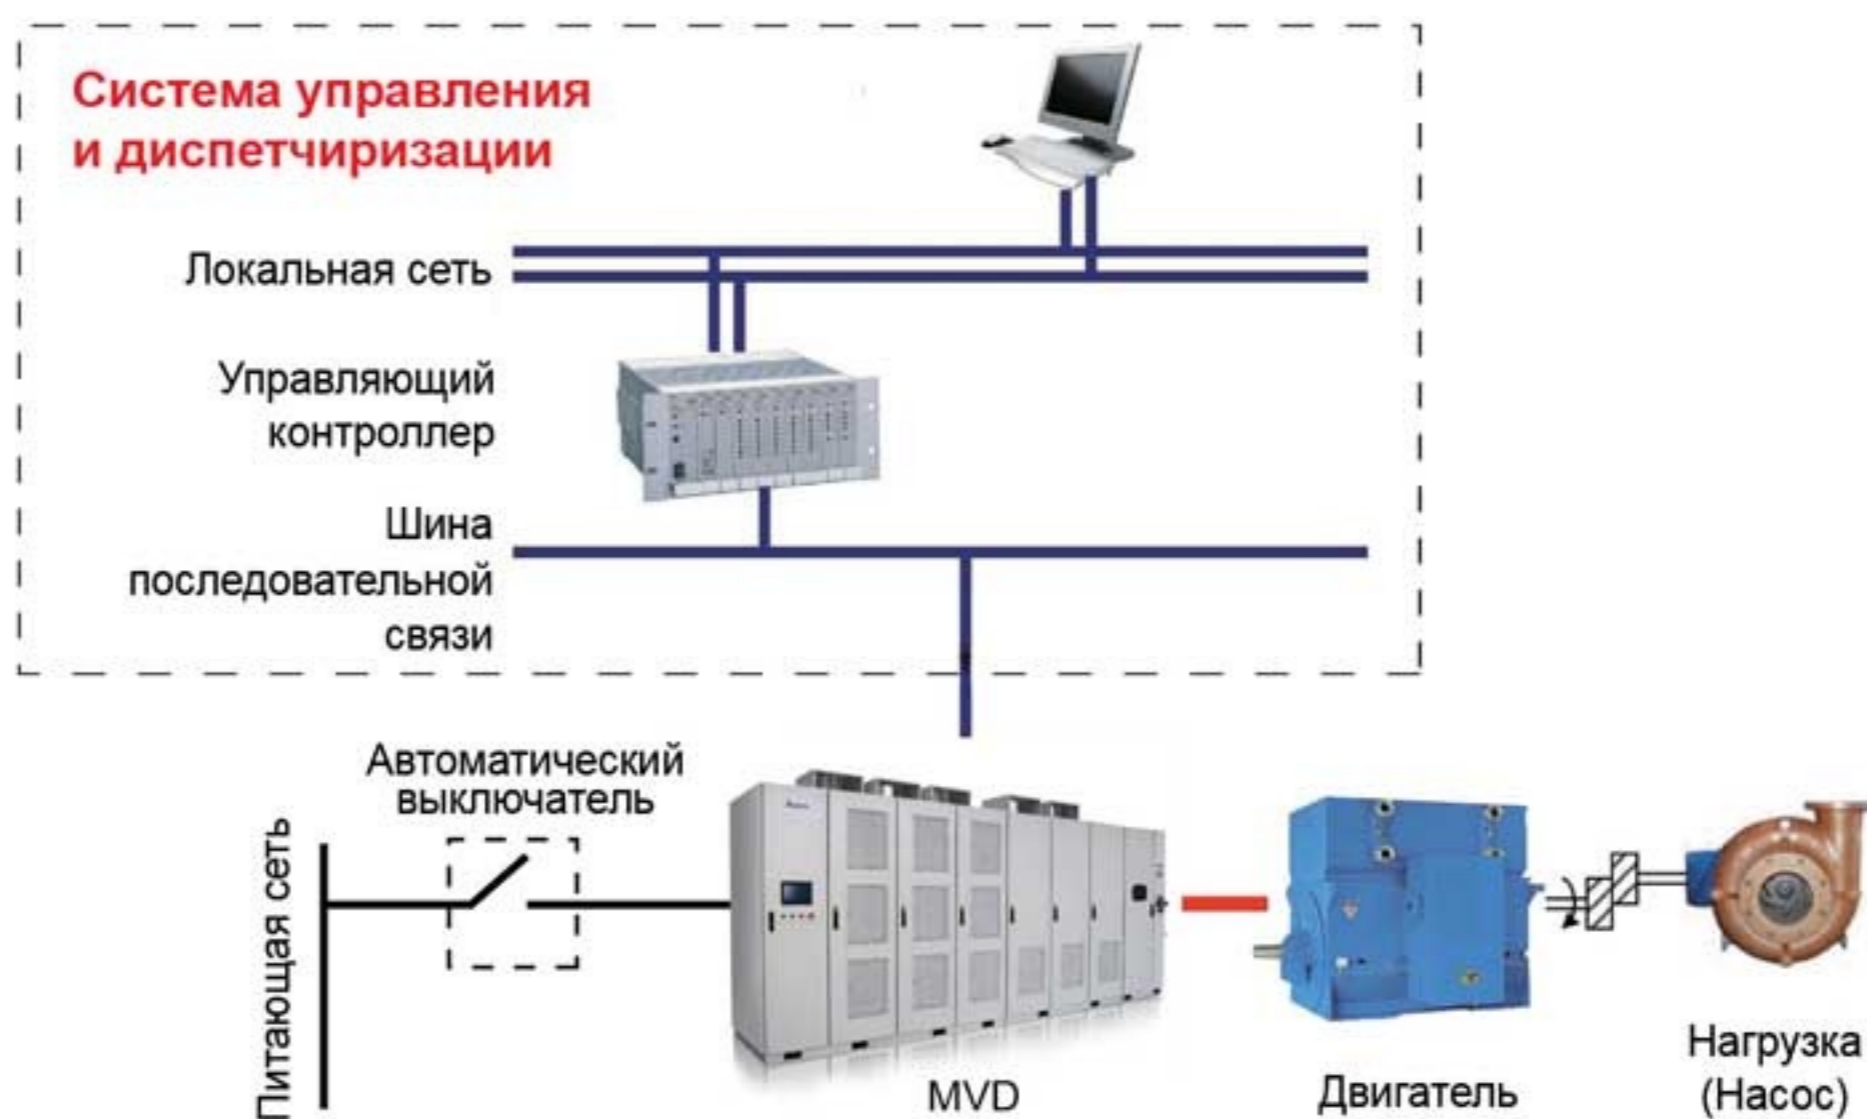 Система управления
и диспетчиризации
Локальная сеть
Управляющий
контроллер
Шина
последовательной
связи
Автоматический
выключатель
Питающая сеть
MVD
Двигатель
Нагрузка
(Насос)